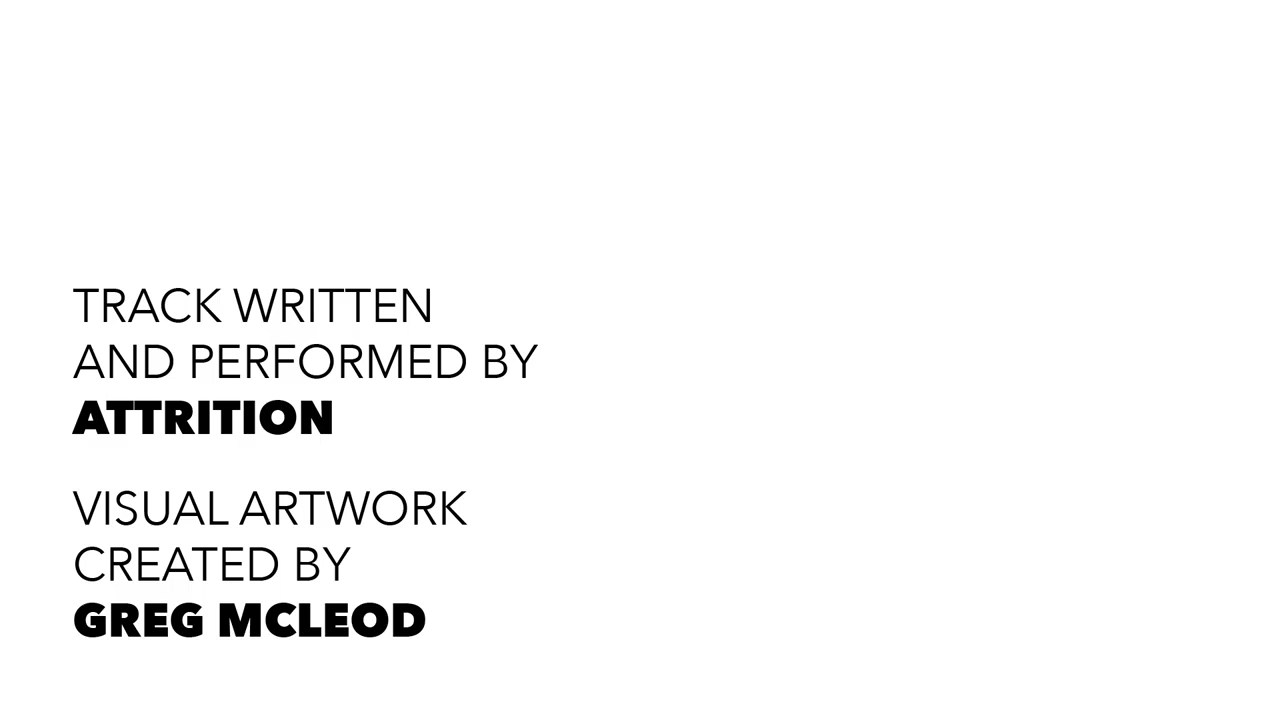 TRACK WRITTEN
AND PERFORMED BY
ATTRITION
VISUAL ARTWORK
CREATED BY
GREG MCLEOD